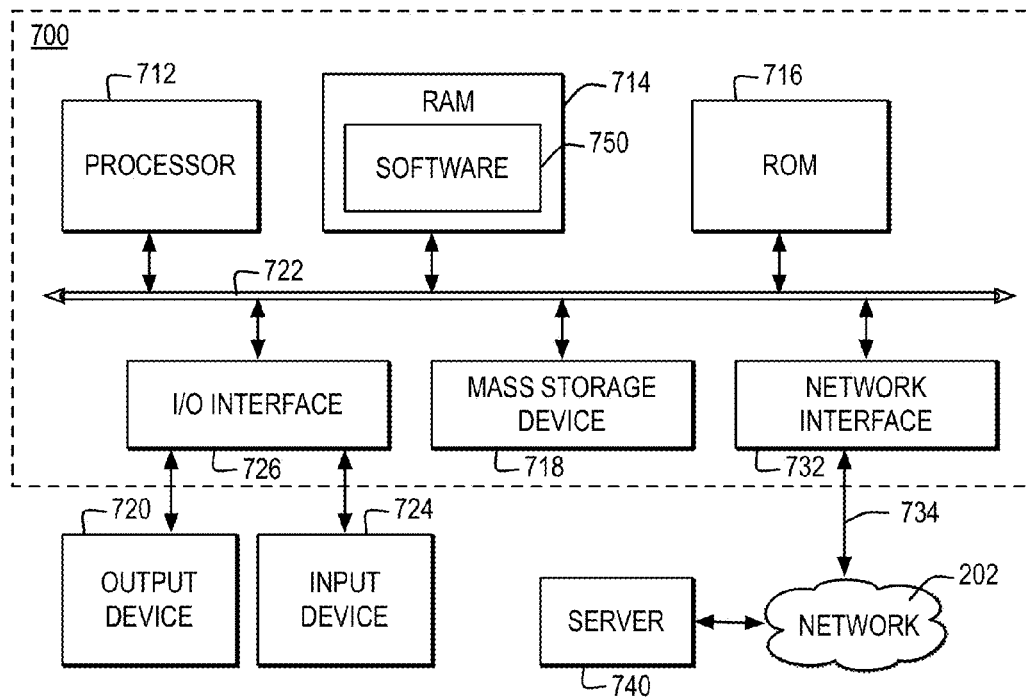 700
712
PROCESSOR
RAM
714
SOFTWARE
750
716
ROM
722
I/O INTERFACE
726
MASS STORAGE
DEVICE
718
NETWORK
INTERFACE
732
720
OUTPUT
DEVICE
724
INPUT
DEVICE
734
SERVER
740
202
NETWORK